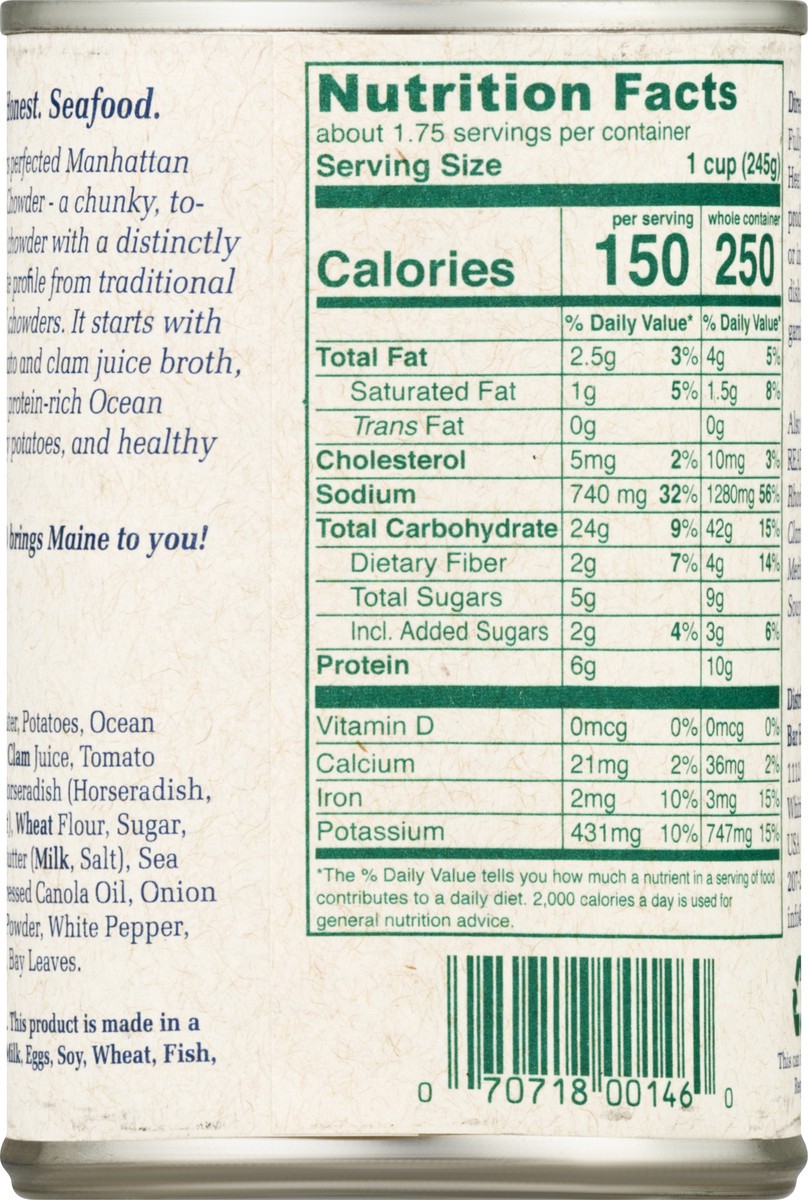 Seafood.
perfected Manhattan
Chowder - a chunky, to-
chowder with a distinctly
profile from traditional
chowders. It starts with
and clam juice broth,
protein-rich Ocean
potatoes, and healthy
brings Maine to you!
Potatoes, Ocean
Clam Juice, Tomato
(Horseradish,
Wheat Flour, Sugar,
(Milk, Salt), Sea
Canola Oil, Onion
Powder, White Pepper,
Bay Leaves.
This product is made in a
Milk, Eggs, Soy, Wheat, Fish,
Nutrition Facts
about 1.75 servings per container
Serving Size 1 cup (245g)
per serving whole container
Calories 150 250
% Daily Value* % Daily Value*
Total Fat 2.5g 3% 4g 5%
Saturated Fat 1g 5% 1.5g 8%
Trans Fat 0g 0g
Cholesterol 5mg 2% 10mg 3%
Sodium 740 mg 32% 1280mg 56%
Total Carbohydrate 24g 9% 42g 15%
Dietary Fiber 2g 7% 4g 14%
Total Sugars 5g 9g
Incl. Added Sugars 2g 4% 3g 6%
Protein 6g 10g
Vitamin D 0mcg 0% 0mcg 0%
Calcium 21mg 2% 36mg 2%
Iron 2mg 10% 3mg 15%
Potassium 431mg 10% 747mg 15%
*The % Daily Value tells you how much a nutrient in a serving of food
contributes to a daily diet. 2,000 calories a day is used for
general nutrition advice.
0 70718 00146 0
This